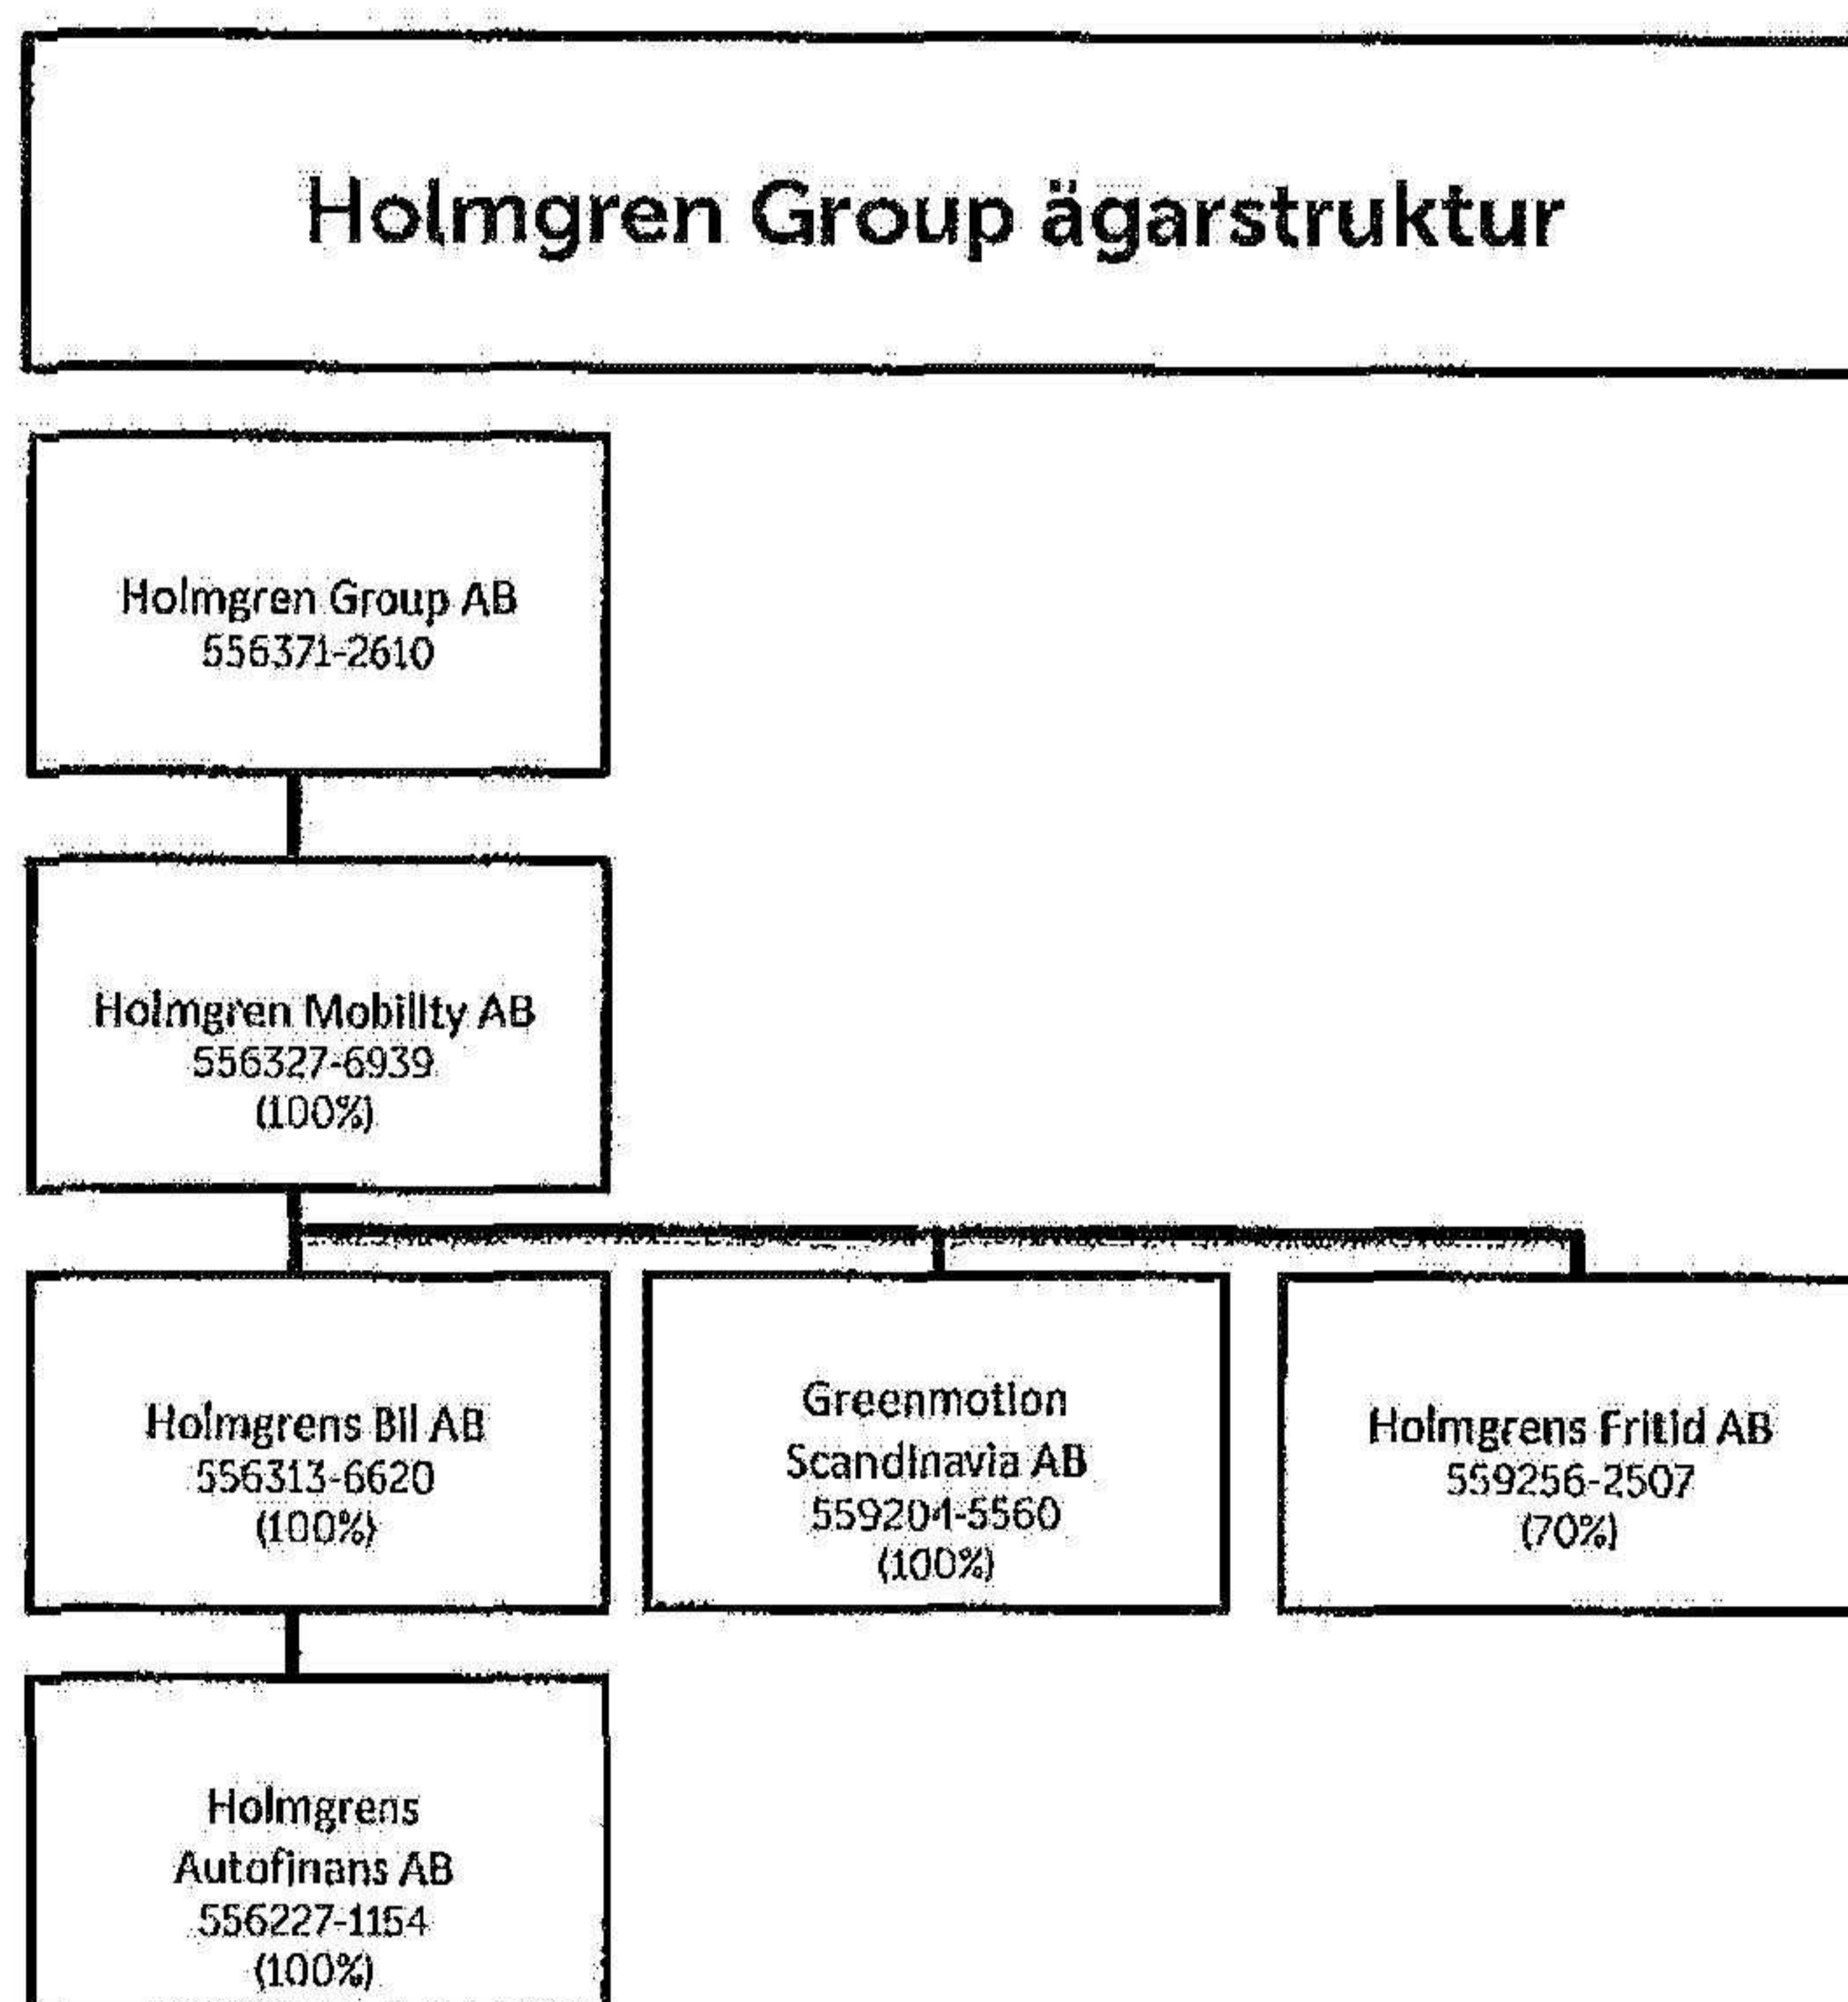 Holmgren Group ägarstruktur
Holmgren Group AB
556371-2610
Holmgren Mobility AB
556327-6939
(100%)
Holmgrens Bil AB
556313-6620
(100%)
Greenmotion
Scandinavia AB
559204-5560
(100%)
Holmgrens Fritid AB
559256-2507
(70%)
Holmgrens
Autofinans AB
556227-1154
(100%)